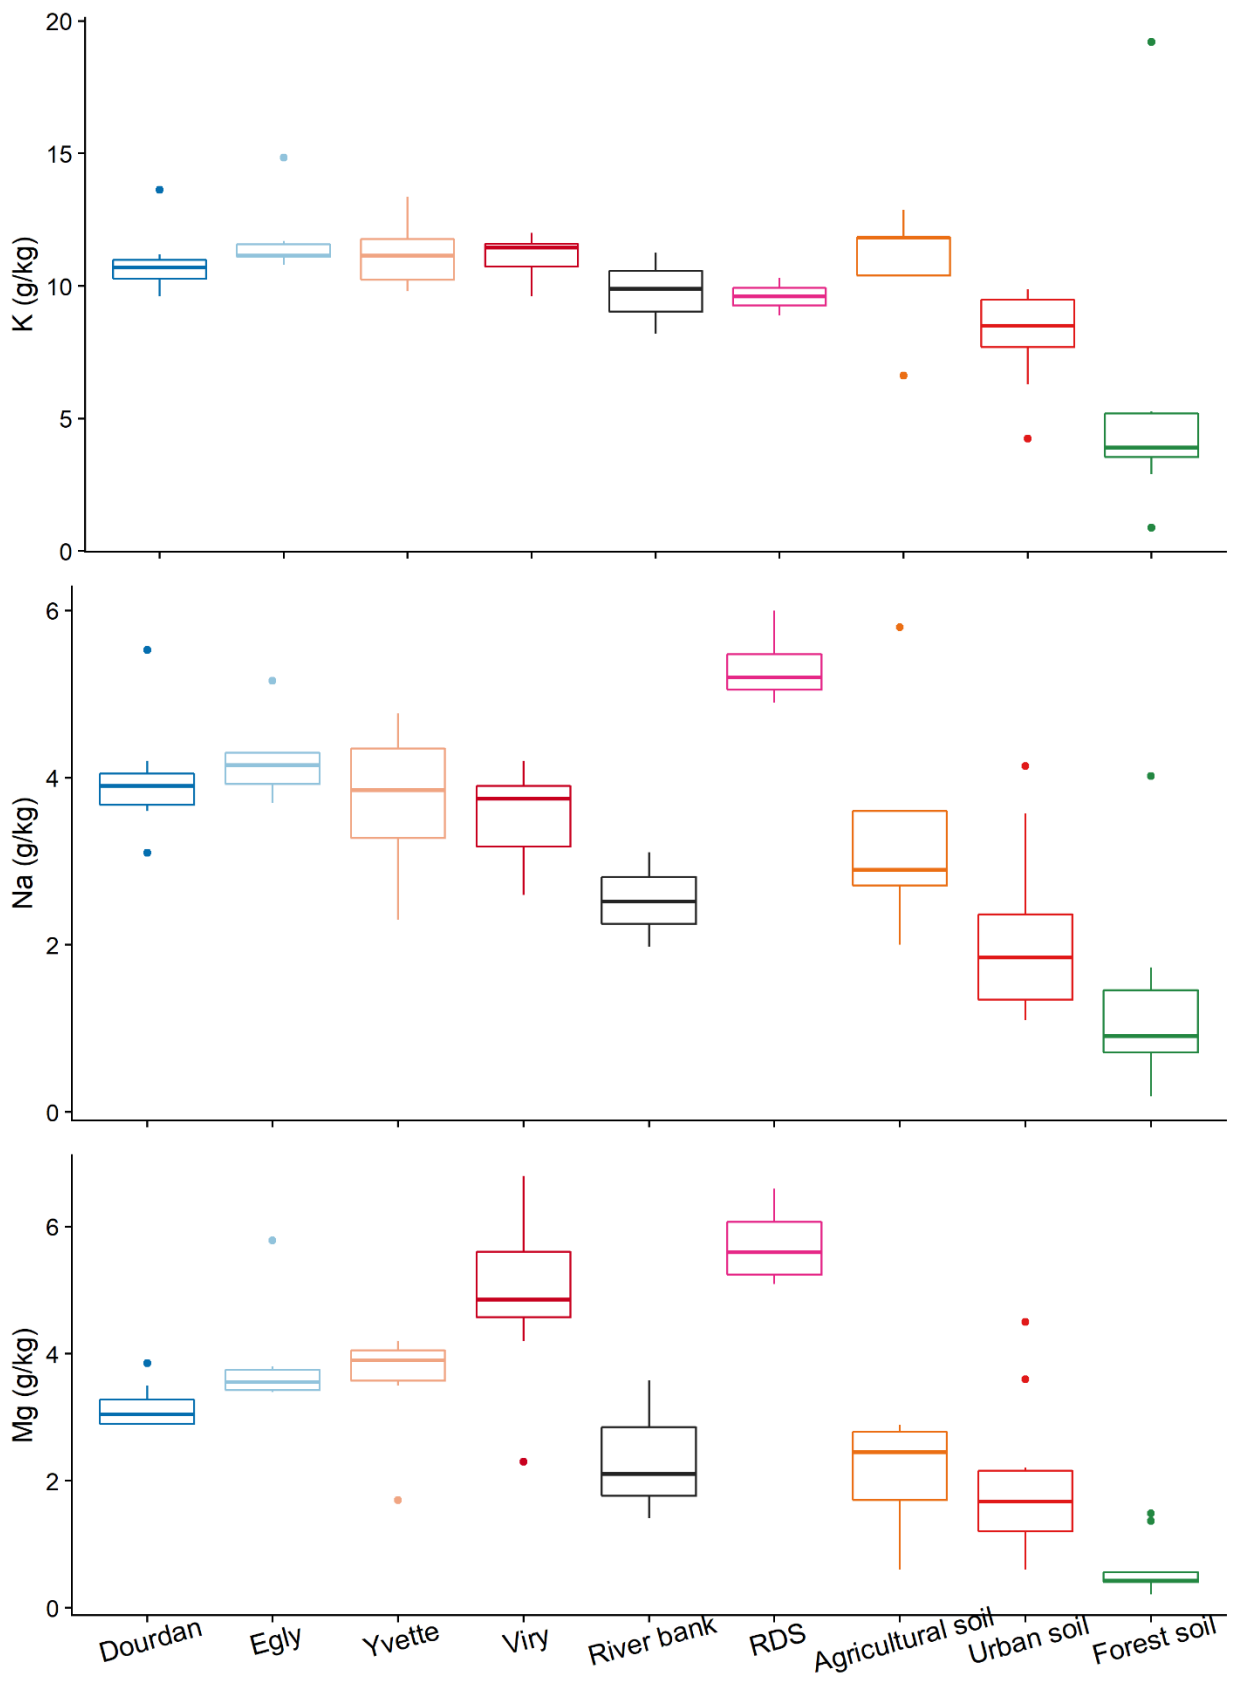 20
15
10
5
0
K (g/kg)
6
4
2
0
Na (g/kg)
6
4
2
0
Mg (g/kg)
Dourdan
Egly
Yvette
Viry
River bank
RDS
Agricultural soil
Urban soil
Forest soil